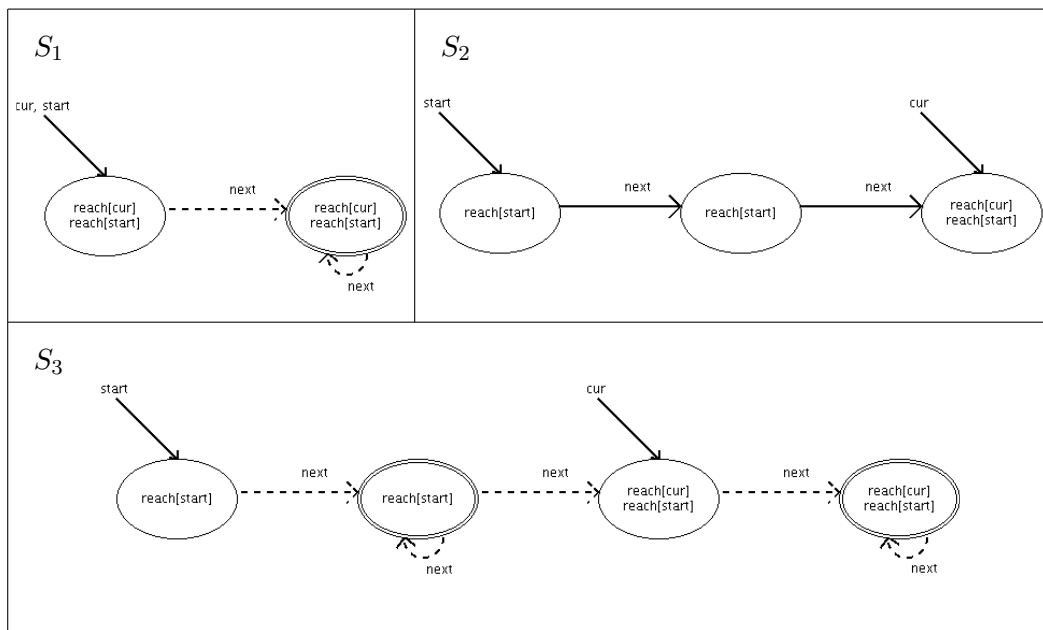 S1
cur, start
next
reach[cur]
reach[start]
reach[cur]
reach[start]
next
S2
start
cur
next
next
reach[start]
reach[start]
reach[cur]
reach[start]
S3
start
cur
next
next
next
reach[start]
reach[start]
reach[cur]
reach[start]
reach[cur]
reach[start]
next
next